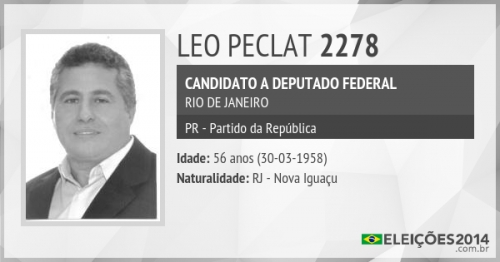 LEO PECLAT 2278
CANDIDATO A DEPUTADO FEDERAL
RIO DE JANEIRO
PR - Partido da República
Idade: 56 anos (30-03-1958)
Naturalidade: RJ - Nova Iguaçu
ELEIÇÕES2014
.com.br